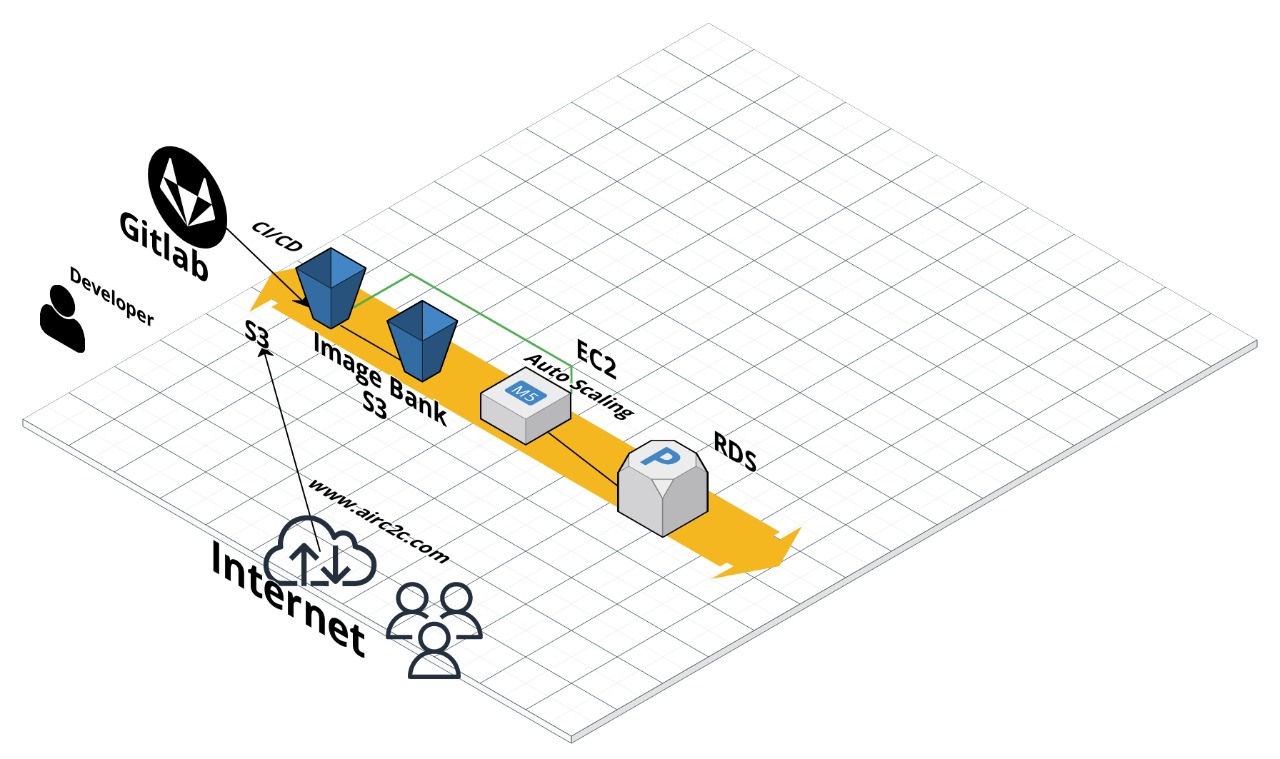 Gitlab
CI/CD
Developer
S3
Image Bank
S3
EC2
Auto Scaling
M5
RDS
P
www.airc2c.com
Internet